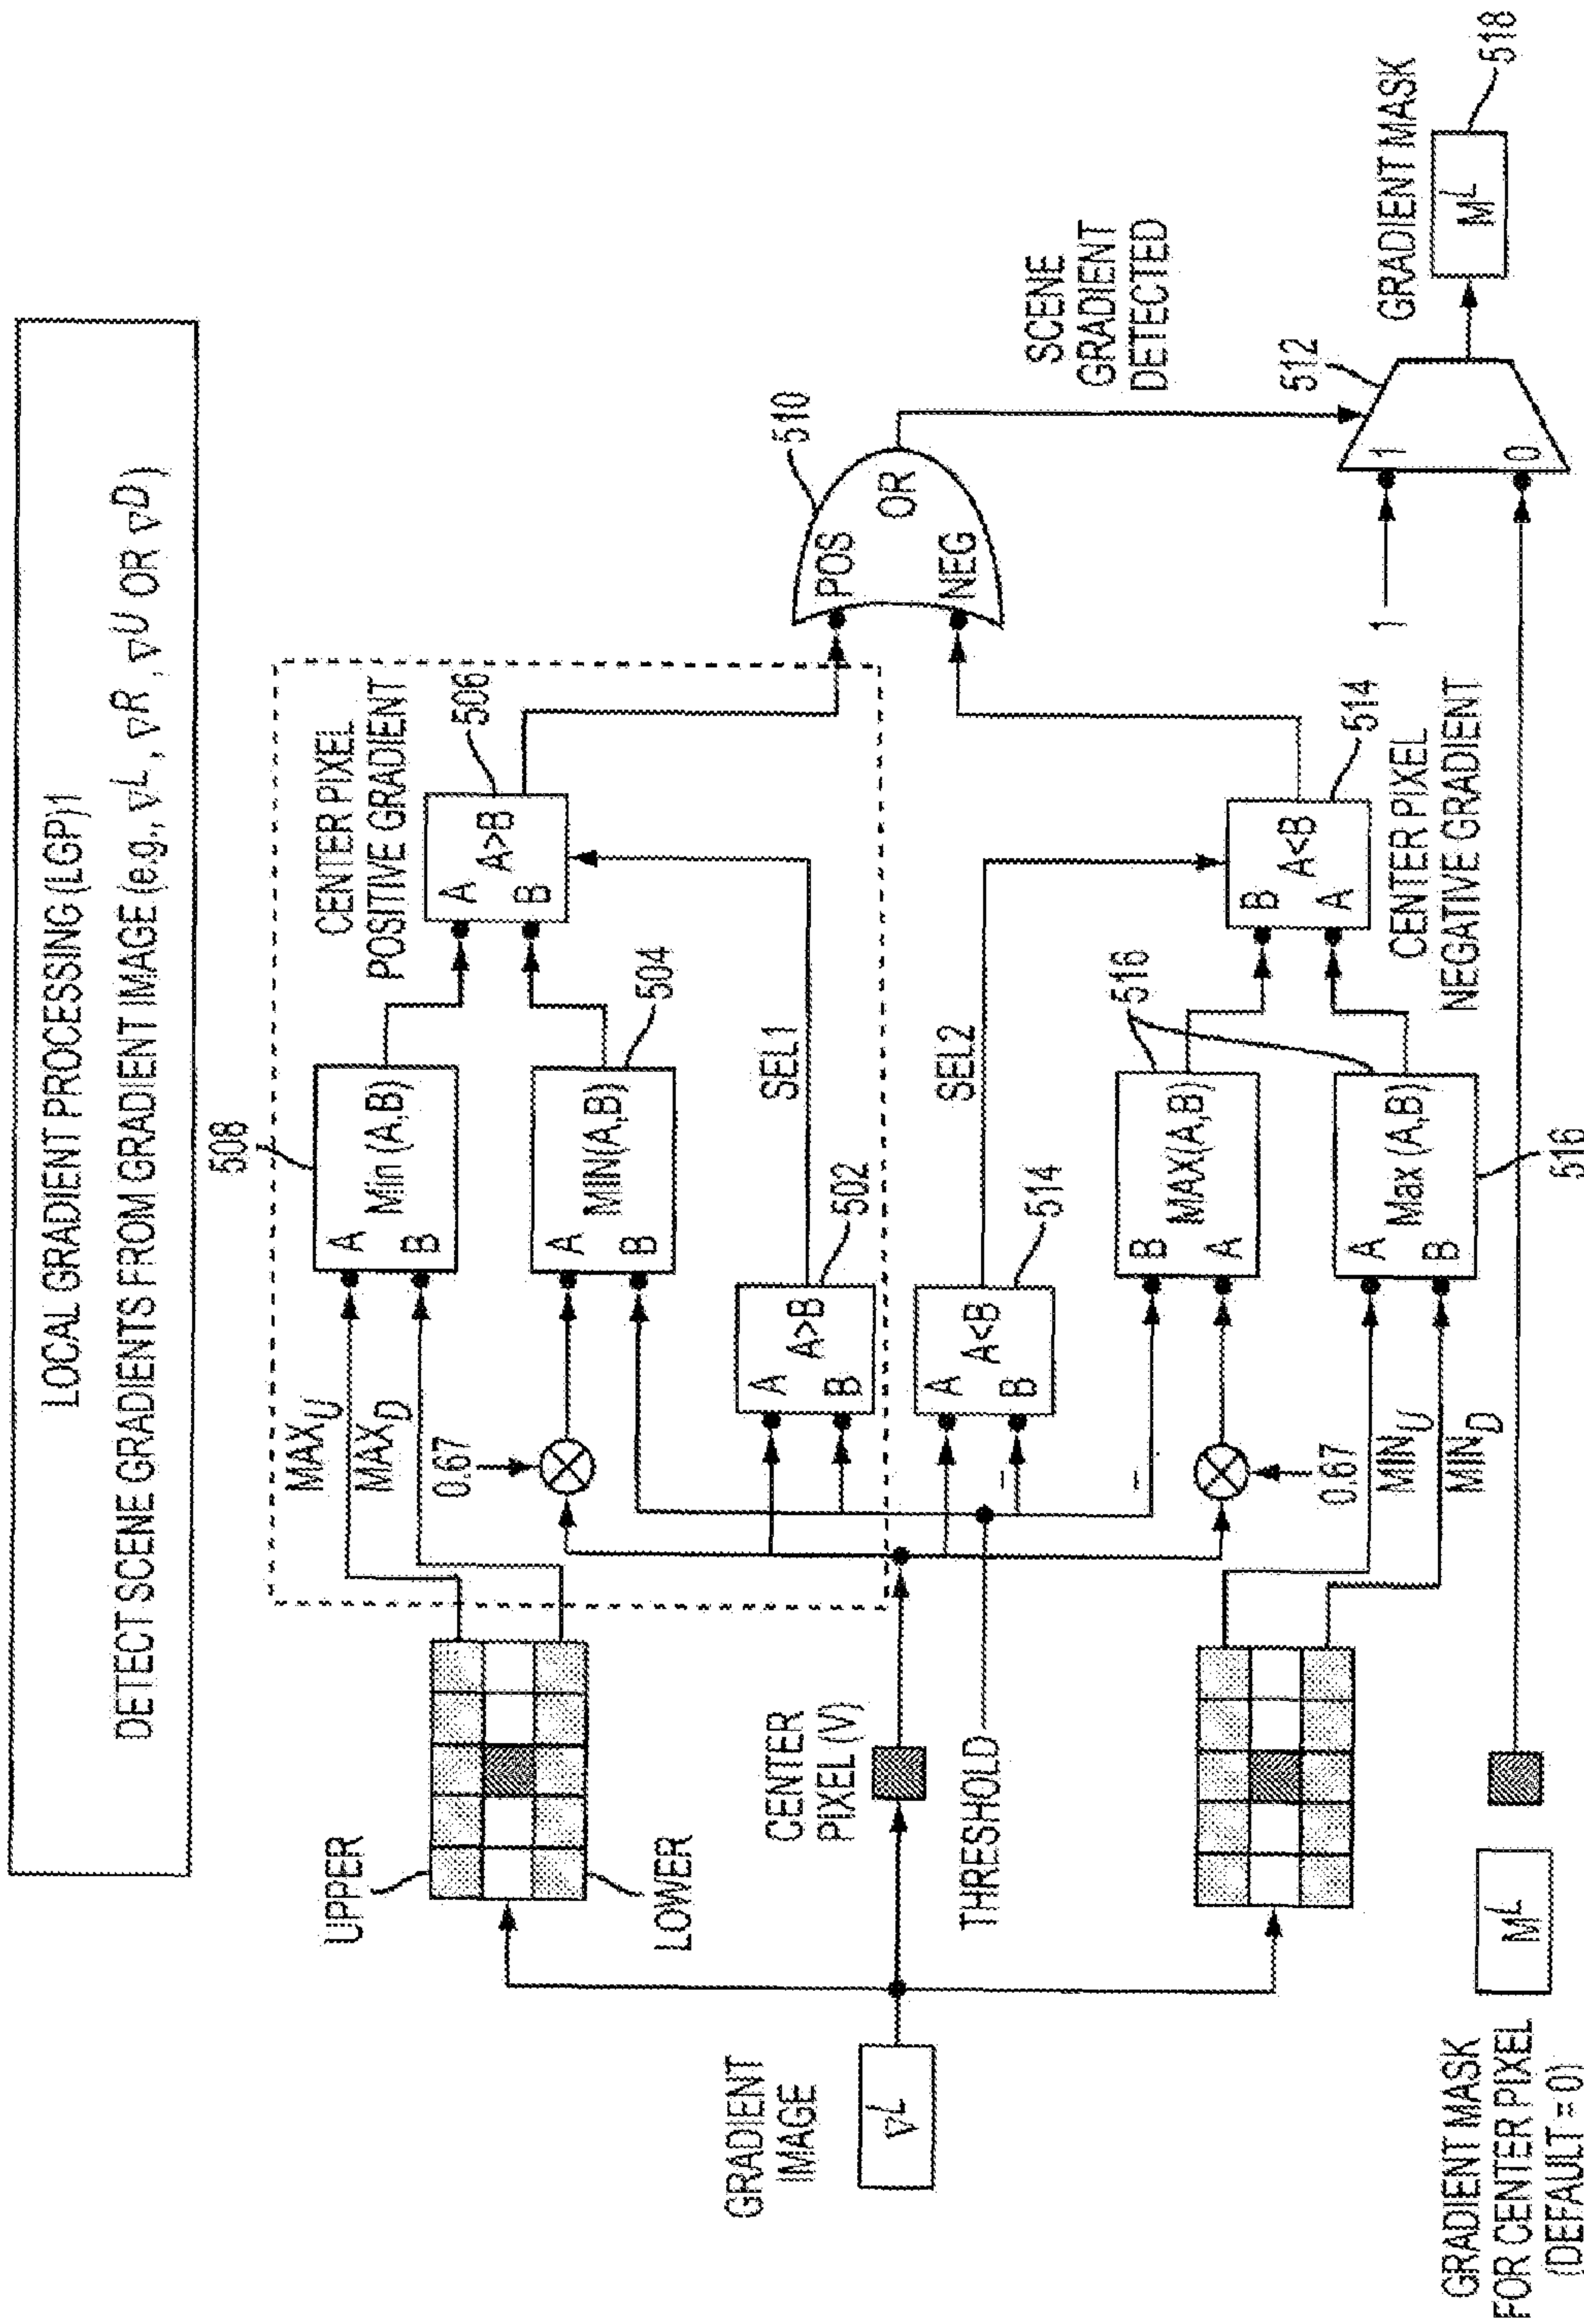 LOCAL GRADIENT PROCESSING (LGP)1
DETECT SCENE GRADIENTS FROM GRADIENT IMAGE (e.g., ∇L, ∇R, ∇U OR ∇D)
UPPER
LOWER
GRADIENT
IMAGE
∇L
CENTER
PIXEL (V)
THRESHOLD
GRADIENT MASK
FOR CENTER PIXEL
(DEFAULT = 0)
ML
MAXU
MAXD
0.67
508
A
B
Min (A,B)
A
B
MIN(A,B)
504
A
B
A>B
502
SEL1
CENTER PIXEL
POSITIVE GRADIENT
A
B
A>B
506
A
B
A<B
514
SEL2
–
–
B
A
MAX(A,B)
516
0.67
MINU
MIND
A
B
Max (A,B)
516
B
A
A<B
514
CENTER PIXEL
NEGATIVE GRADIENT
POS
NEG
OR
510
SCENE
GRADIENT
DETECTED
1
1
0
512
GRADIENT MASK
ML
518